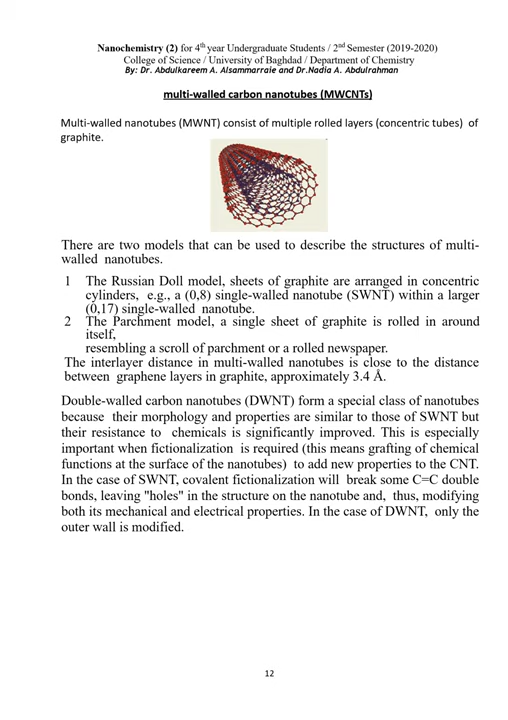 Nanochemistry (2) for 4th year Undergraduate Students / 2nd Semester (2019-2020)
College of Science / University of Baghdad / Department of Chemistry
By: Dr. Abdulkareem A. Alsammarraie and Dr.Nadia A. Abdulrahman
multi-walled carbon nanotubes (MWCNTs)
Multi-walled nanotubes (MWNT) consist of multiple rolled layers (concentric tubes) of
graphite.
There are two models that can be used to describe the structures of multi-
walled nanotubes.
1 The Russian Doll model, sheets of graphite are arranged in concentric
cylinders, e.g., a (0,8) single-walled nanotube (SWNT) within a larger
(0,17) single-walled nanotube.
2 The Parchment model, a single sheet of graphite is rolled in around
itself,
resembling a scroll of parchment or a rolled newspaper.
The interlayer distance in multi-walled nanotubes is close to the distance
between graphene layers in graphite, approximately 3.4 Å.
Double-walled carbon nanotubes (DWNT) form a special class of nanotubes
because their morphology and properties are similar to those of SWNT but
their resistance to chemicals is significantly improved. This is especially
important when fictionalization is required (this means grafting of chemical
functions at the surface of the nanotubes) to add new properties to the CNT.
In the case of SWNT, covalent fictionalization will break some C=C double
bonds, leaving "holes" in the structure on the nanotube and, thus, modifying
both its mechanical and electrical properties. In the case of DWNT, only the
outer wall is modified.
12